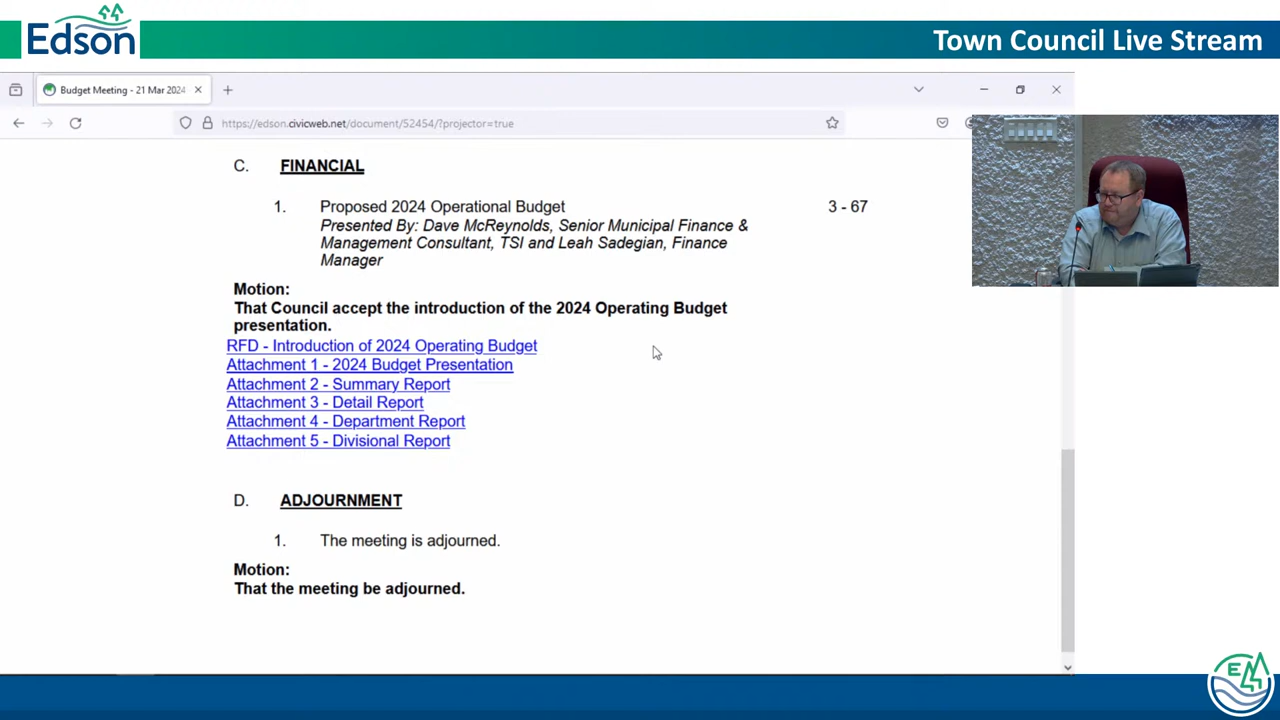 Edson
Town Council Live Stream
Budget Meeting - 21 Mar 2024
https://edson.civicweb.net/document/52454/?projector=true
C. FINANCIAL
1. Proposed 2024 Operational Budget 3 - 67
Presented By: Dave McReynolds, Senior Municipal Finance &
Management Consultant, TSI and Leah Sadegian, Finance
Manager
Motion:
That Council accept the introduction of the 2024 Operating Budget
presentation.
RFD - Introduction of 2024 Operating Budget
Attachment 1 - 2024 Budget Presentation
Attachment 2 - Summary Report
Attachment 3 - Detail Report
Attachment 4 - Department Report
Attachment 5 - Divisional Report
D. ADJOURNMENT
1. The meeting is adjourned.
Motion:
That the meeting be adjourned.